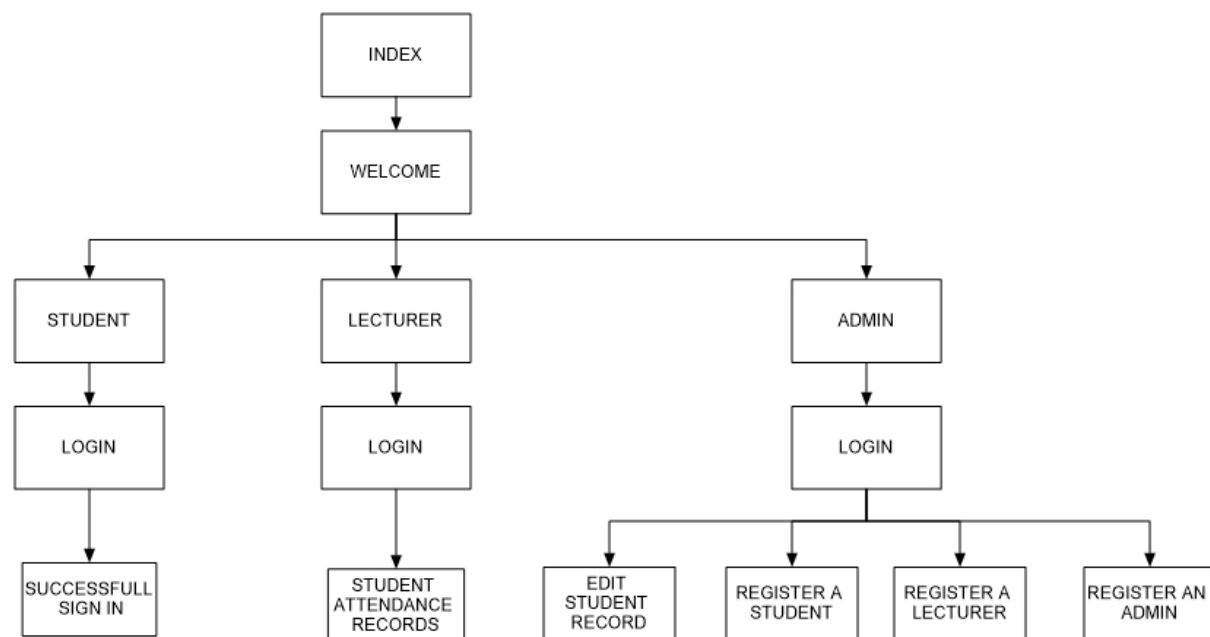 INDEX
WELCOME
STUDENT
LECTURER
ADMIN
LOGIN
LOGIN
LOGIN
SUCCESSFULL
SIGN IN
STUDENT
ATTENDANCE
RECORDS
EDIT
STUDENT
RECORD
REGISTER A
STUDENT
REGISTER A
LECTURER
REGISTER AN
ADMIN